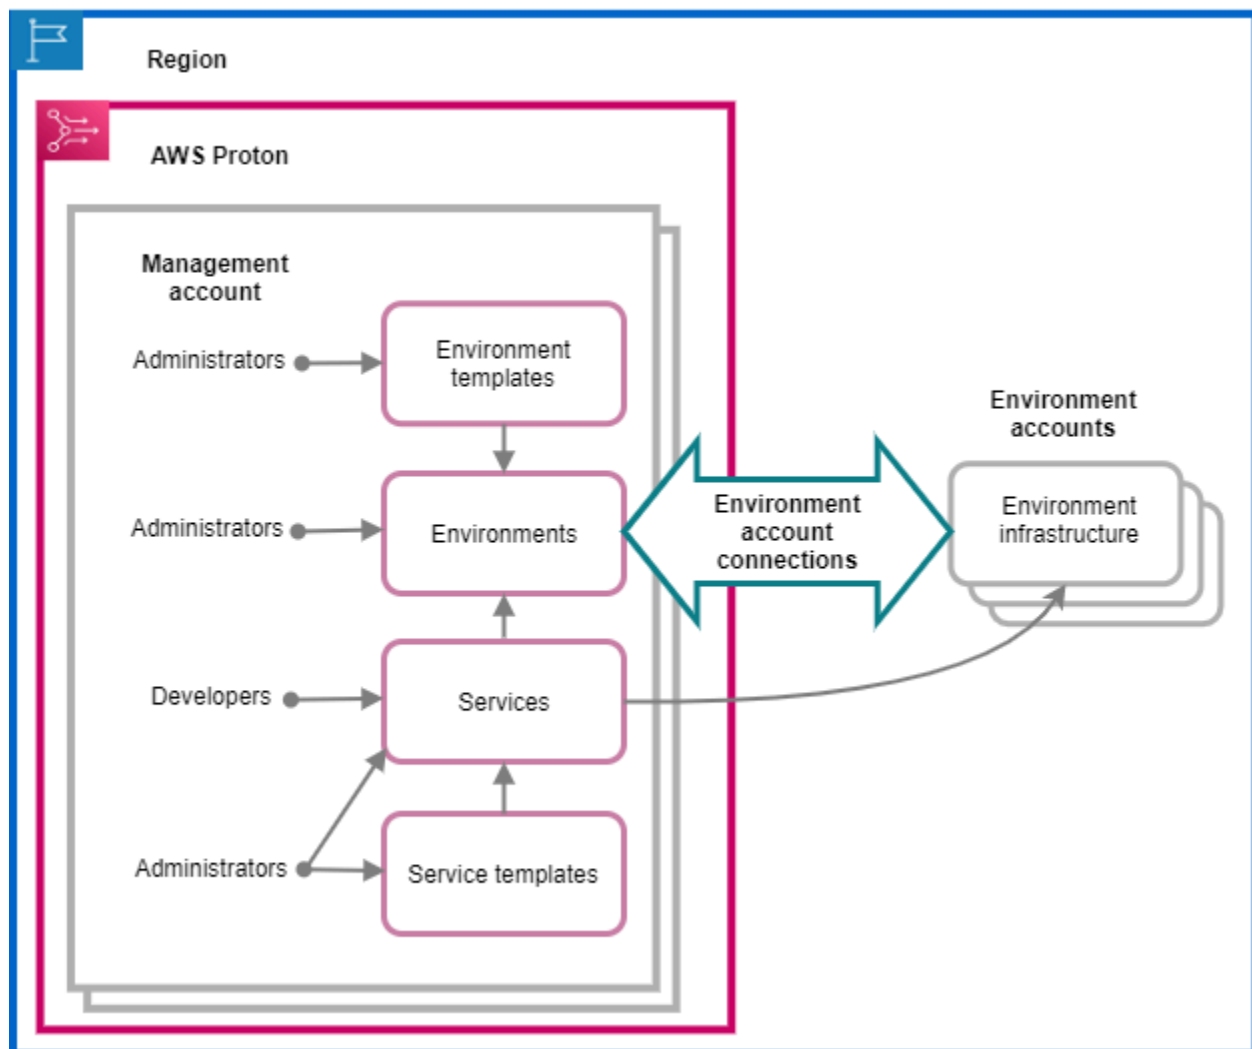 Region
AWS Proton
Management
account
Administrators
Environment
templates
Environment
accounts
Administrators
Environments
Environment
account
connections
Environment
infrastructure
Developers
Services
Administrators
Service templates